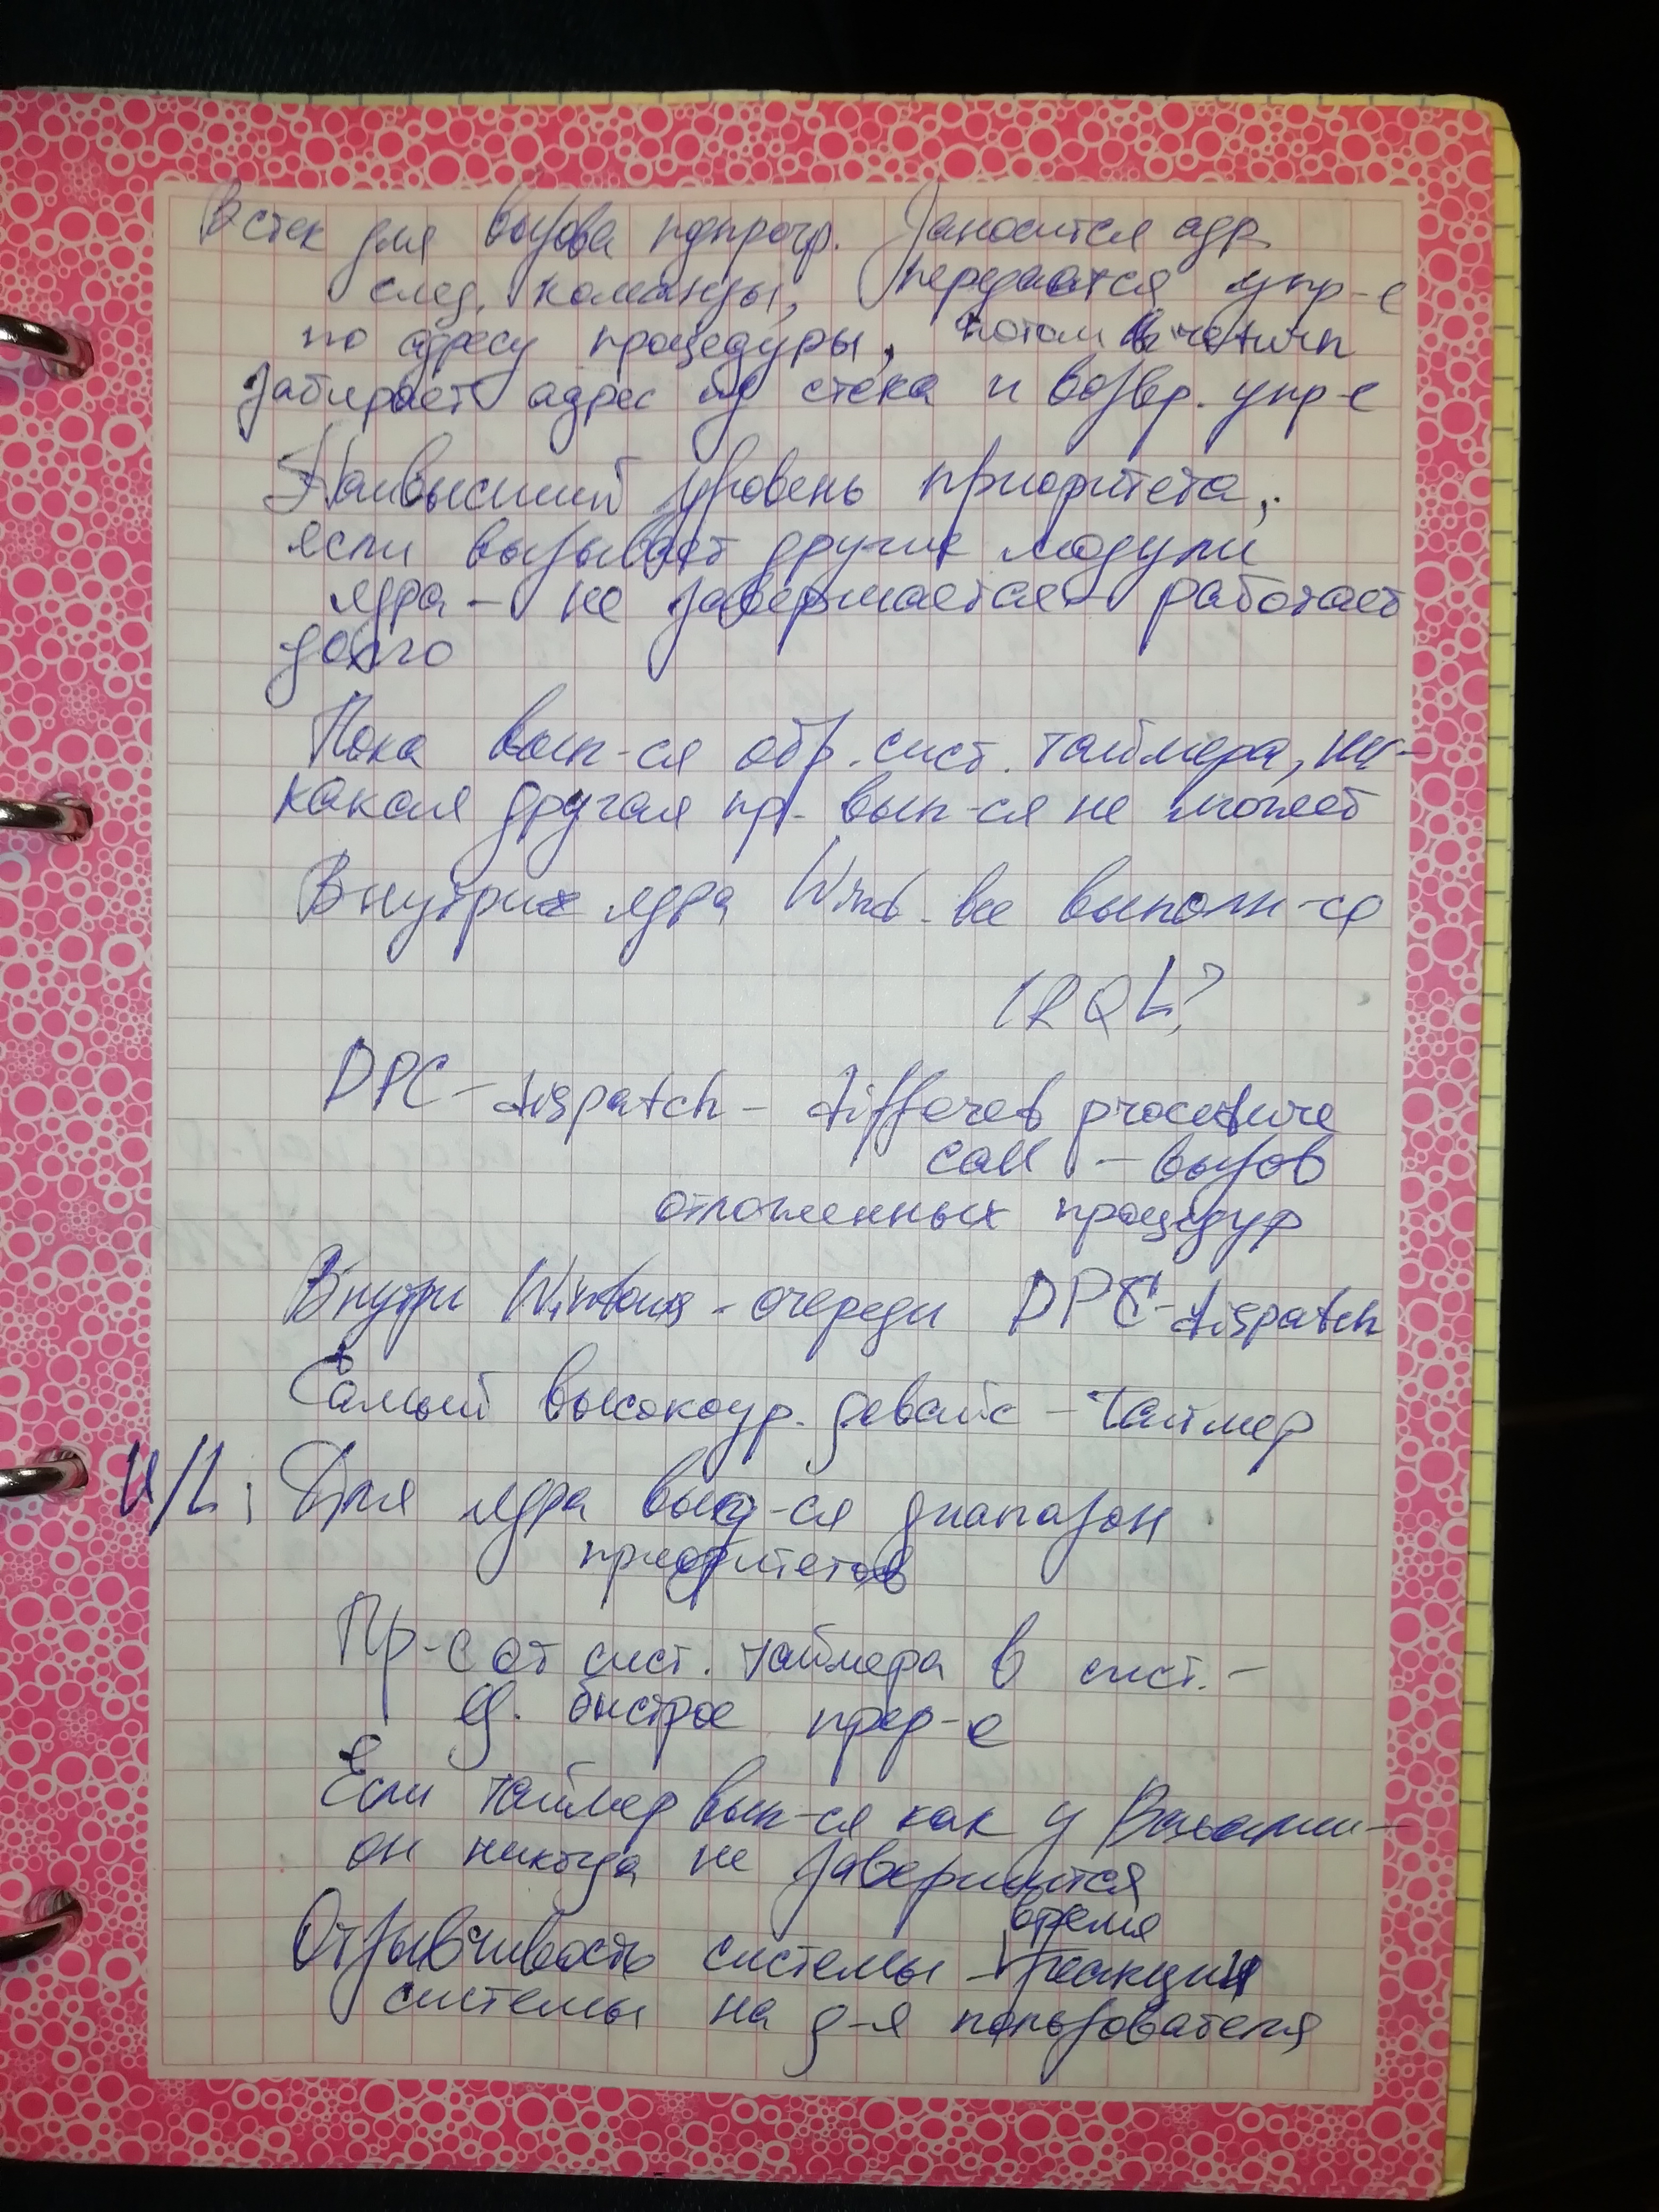 В стек для вызова подпрогр. заносится адр.
след. команды, передается упр-е
по адресу процедуры, потом
забирает адрес из стека и возвр. упр-е
Наивысший уровень приоритета,
если вызывает другие модули
ядра - не завершается - работает
долго
Пока вып-ся обр. сист. таймера, ни-
какая другая пр. вып-ся не может
Внутри ядра Wind. все выполн-ся
IRQL?
DPC - dispatch - differed procedure
call - вызов
отложенных процедур
Внутри Windows - очереди DPC-dispatch
Самый высокоур. девайс - таймер
U/L: Для ядра выд-ся диапазон
приоритетов
Пр-е от сист. таймера в сист. -
ед. быстрое прер-е
Если таймер вып-ся как у
он никогда не завершится
время
Отзывчивость системы - реакции
системы на д-я пользователя